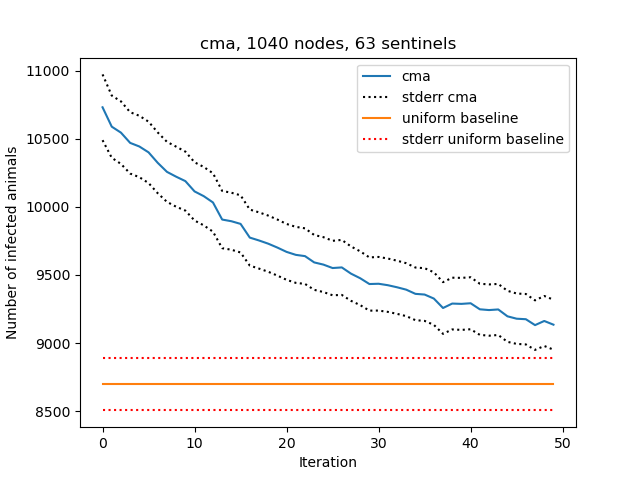 cma, 1040 nodes, 63 sentinels
11000
10500
10000
9500
9000
8500
Number of infected animals
cma
stderr cma
uniform baseline
stderr uniform baseline
0
10
20
30
40
50
Iteration